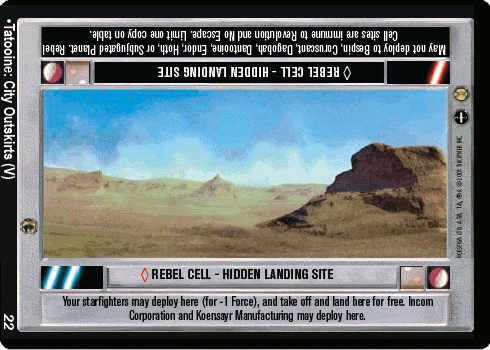 May not deploy to Bespin, Coruscant, Dagobah, Dantooine, Endor, Hoth, or Subjugated Planet. Rebel
Cell sites are immune to Revolution and No Escape. Limit one copy on table.
◊ REBEL CELL - HIDDEN LANDING SITE
•Tatooine: City Outskirts (V)
22
◊ REBEL CELL - HIDDEN LANDING SITE
Your starfighters may deploy here (for -1 Force), and take off and land here for free. Incom
Corporation and Koensayr Manufacturing may deploy here.